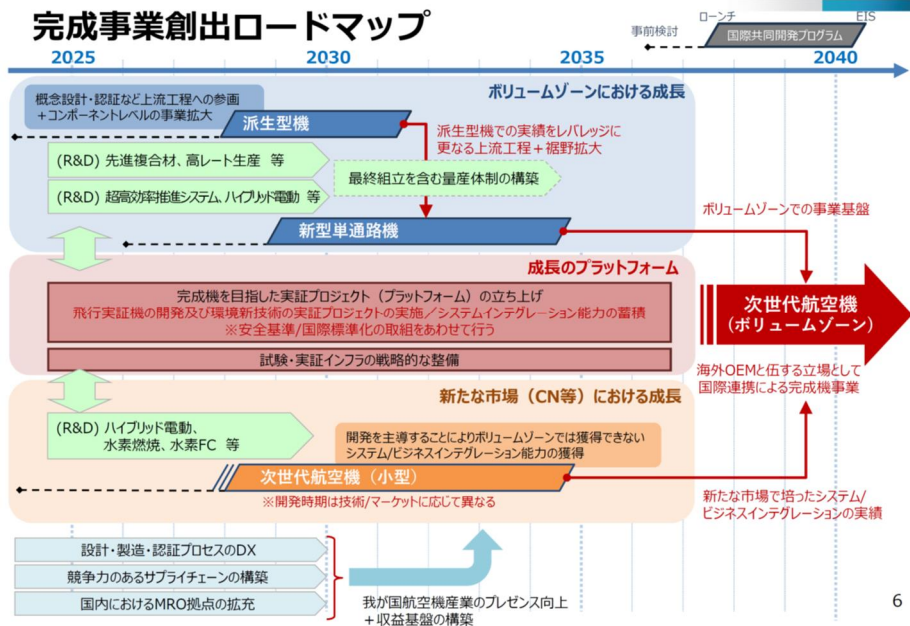 完成事業創出ロードマップ
ローンチ
EIS
事前検討
国際共同開発プログラム
2025
2030
2035
2040
概念設計・認証など上流工程への参画
＋コンポーネントレベルの事業拡大
ボリュームゾーンにおける成長
派生型機
派生型機での実績をレバレッジに
更なる上流工程＋裾野拡大
(R&D) 先進複合材、高レート生産 等
最終組立を含む量産体制の構築
(R&D) 超高効率推進システム、ハイブリッド電動 等
ボリュームゾーンでの事業基盤
新型単通路機
成長のプラットフォーム
完成機を目指した実証プロジェクト（プラットフォーム）の立ち上げ
飛行実証機の開発及び環境新技術の実証プロジェクトの実施／システムインテグレーション能力の蓄積
※安全基準/国際標準化の取組をあわせて行う
次世代航空機
（ボリュームゾーン）
試験・実証インフラの戦略的な整備
海外OEMと伍する立場として
国際連携による完成機事業
新たな市場（CN等）における成長
(R&D) ハイブリッド電動、
水素燃焼、水素FC 等
開発を主導することによりボリュームゾーンでは獲得できない
システム/ビジネスインテグレーション能力の獲得
次世代航空機（小型）
※開発時期は技術/マーケットに応じて異なる
新たな市場で培ったシステム/
ビジネスインテグレーションの実績
設計・製造・認証プロセスのDX
競争力のあるサプライチェーンの構築
国内におけるMRO拠点の拡充
我が国航空機産業のプレゼンス向上
＋収益基盤の構築
6